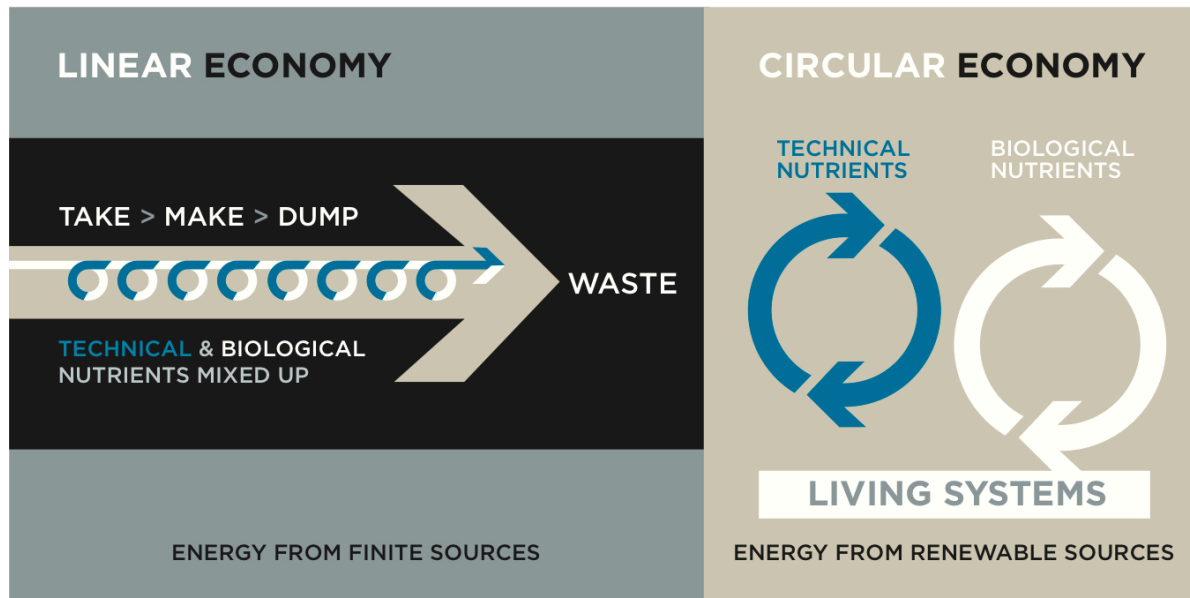 LINEAR ECONOMY
TAKE > MAKE > DUMP
WASTE
TECHNICAL & BIOLOGICAL
NUTRIENTS MIXED UP
ENERGY FROM FINITE SOURCES
CIRCULAR ECONOMY
TECHNICAL
NUTRIENTS
BIOLOGICAL
NUTRIENTS
LIVING SYSTEMS
ENERGY FROM RENEWABLE SOURCES